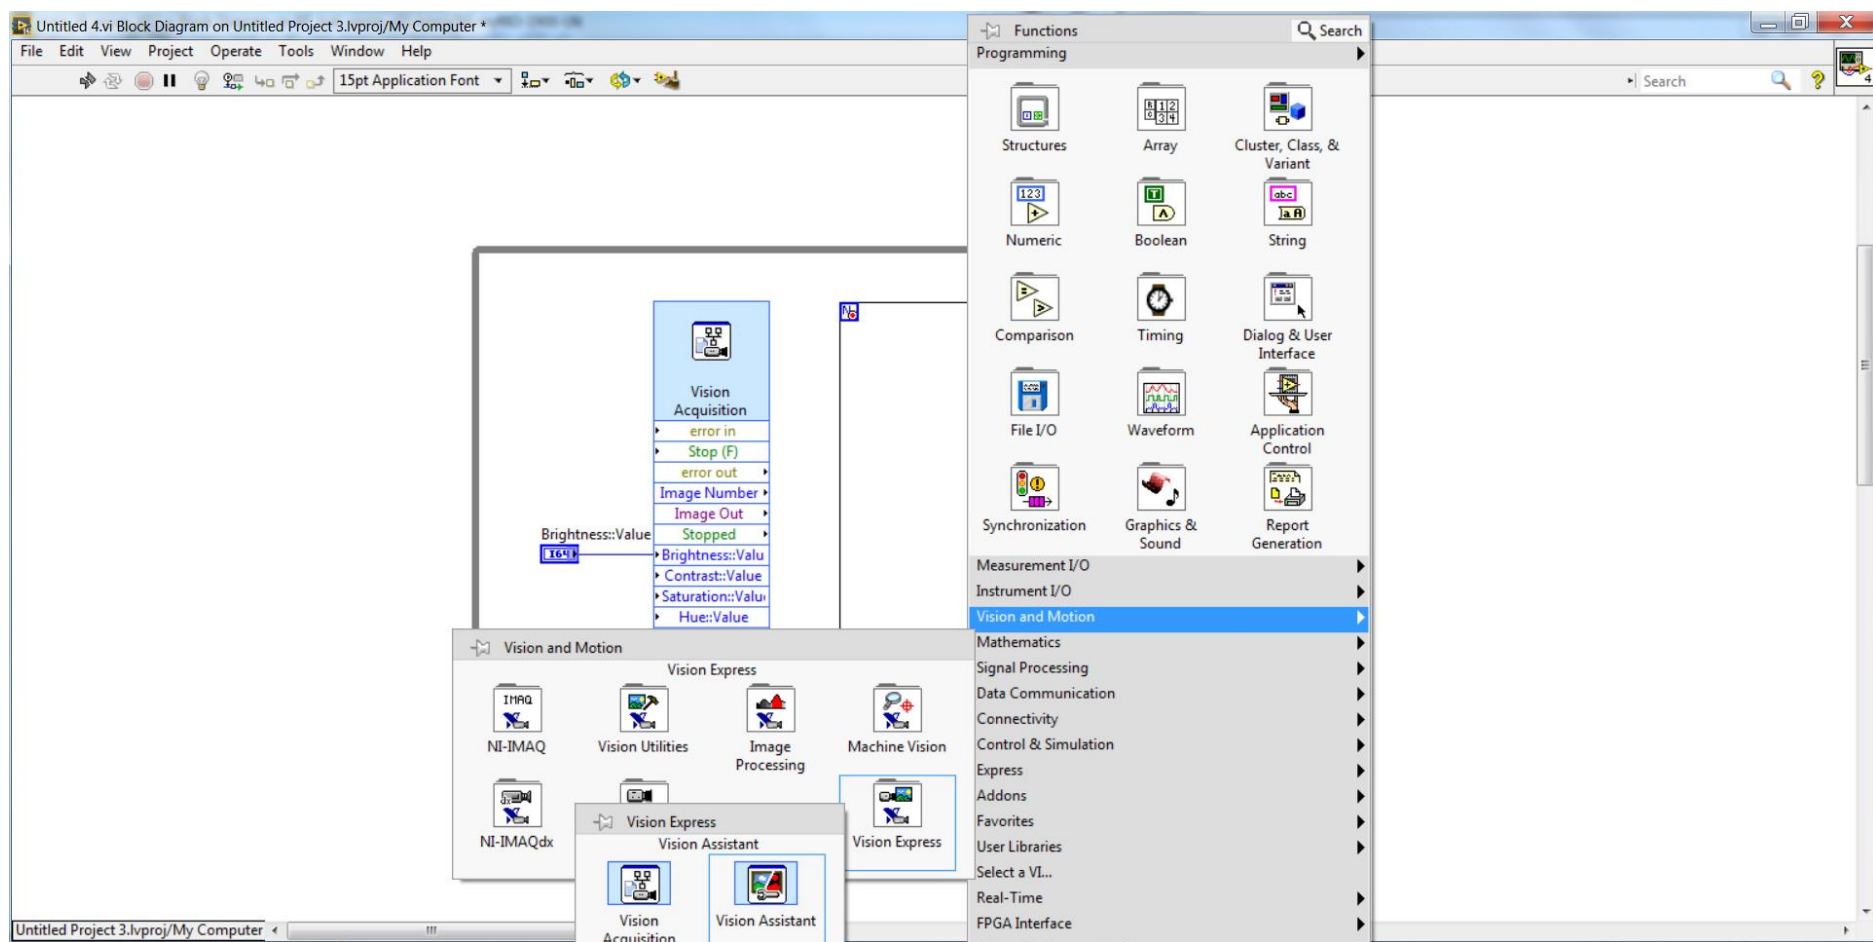 Untitled 4.vi Block Diagram on Untitled Project 3.lvproj/My Computer *
File Edit View Project Operate Tools Window Help
15pt Application Font
Search
4
Functions
Search
Programming
Structures
Array
Cluster, Class, &
Variant
123
abc
Numeric
Boolean
String
Comparison
Timing
Dialog & User
Interface
File I/O
Waveform
Application
Control
Synchronization
Graphics &
Sound
Report
Generation
Measurement I/O
Instrument I/O
Vision and Motion
Mathematics
Signal Processing
Data Communication
Connectivity
Control & Simulation
Express
Addons
Favorites
User Libraries
Select a VI...
Real-Time
FPGA Interface
N
Vision
Acquisition
error in
Stop (F)
error out
Image Number
Image Out
Stopped
Brightness::Valu
Contrast::Value
Saturation::Valu
Hue::Value
Brightness::Value
I64
Vision and Motion
Vision Express
IMAQ
NI-IMAQ
Vision Utilities
Image
Processing
Machine Vision
NI-IMAQdx
Vision Express
Vision Express
Vision Assistant
Vision
Acquisition
Vision Assistant
Untitled Project 3.lvproj/My Computer